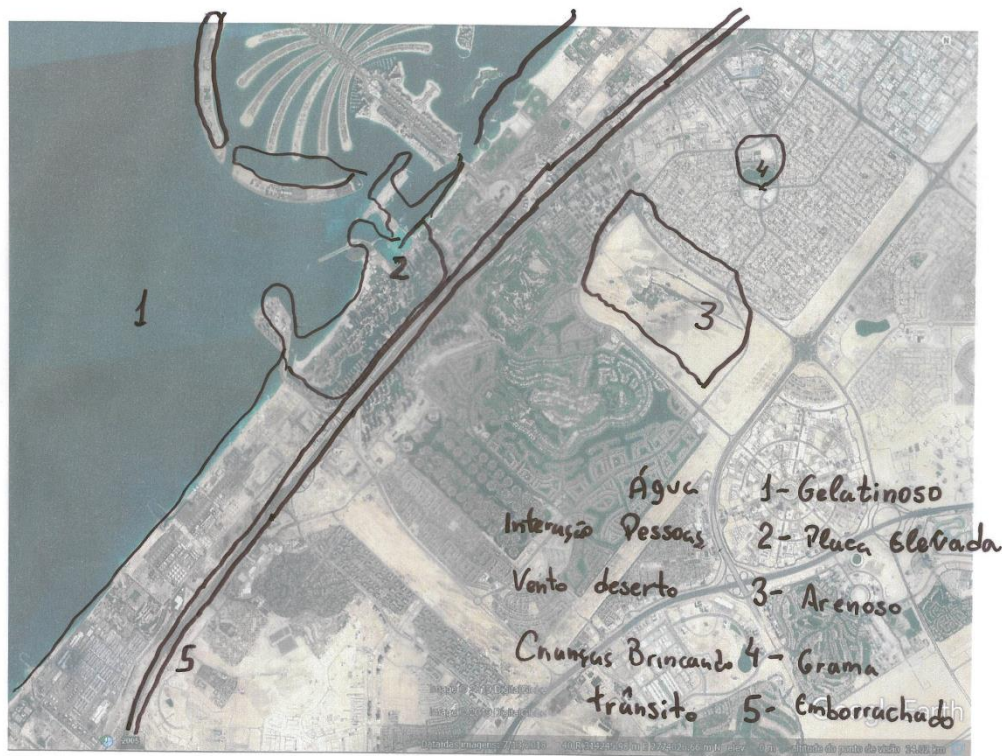 4
3
2
1
Água 1- Gelatinoso
Interação Pessoas 2- Placa Elevada
Vento deserto 3- Arenoso
Crianças Brincando 4- Grama
trânsito 5- Emborrachado
5
Earth